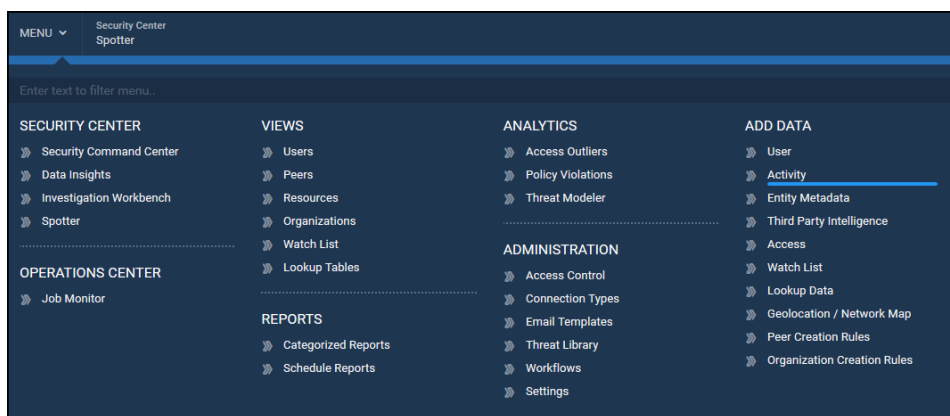 MENU
Security Center
Spotter
Enter text to filter menu..
SECURITY CENTER
Security Command Center
Data Insights
Investigation Workbench
Spotter
OPERATIONS CENTER
Job Monitor
VIEWS
Users
Peers
Resources
Organizations
Watch List
Lookup Tables
REPORTS
Categorized Reports
Schedule Reports
ANALYTICS
Access Outliers
Policy Violations
Threat Modeler
ADMINISTRATION
Access Control
Connection Types
Email Templates
Threat Library
Workflows
Settings
ADD DATA
User
Activity
Entity Metadata
Third Party Intelligence
Access
Watch List
Lookup Data
Geolocation / Network Map
Peer Creation Rules
Organization Creation Rules